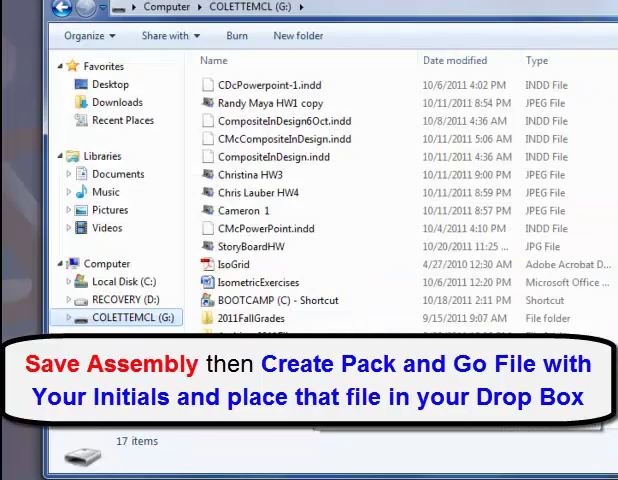 Computer ▸ COLETTEMCL (G:) ▸
Organize Share with Burn New folder
Name Date modified Type
Favorites
Desktop
Downloads
Recent Places
Libraries
Documents
Music
Pictures
Videos
Computer
Local Disk (C:)
RECOVERY (D:)
COLETTEMCL (G:)
CDcPowerpoint-1.indd 10/6/2011 4:02 PM INDD File
Randy Maya HW1 copy 10/11/2011 8:54 PM JPEG File
CompositeInDesign6Oct.indd 10/8/2011 4:36 AM INDD File
CMcCompositeInDesign.indd 10/11/2011 5:06 AM INDD File
CompositeInDesign.indd 10/11/2011 4:36 AM INDD File
Christina HW3 10/11/2011 9:00 PM JPEG File
Chris Lauber HW4 10/11/2011 8:59 PM JPEG File
Cameron 1 10/11/2011 8:57 PM JPEG File
CMcPowerPoint.indd 10/4/2011 4:10 PM INDD File
StoryBoardHW 10/20/2011 11:25 ... JPG File
IsoGrid 4/27/2010 12:30 AM Adobe Acrobat D...
IsometricExercises 10/6/2011 12:20 PM Microsoft Office ...
BOOTCAMP (C) - Shortcut 10/18/2011 2:11 PM Shortcut
2011FallGrades 9/15/2011 9:07 AM File folder
Save Assembly then Create Pack and Go File with
Your Initials and place that file in your Drop Box
17 items